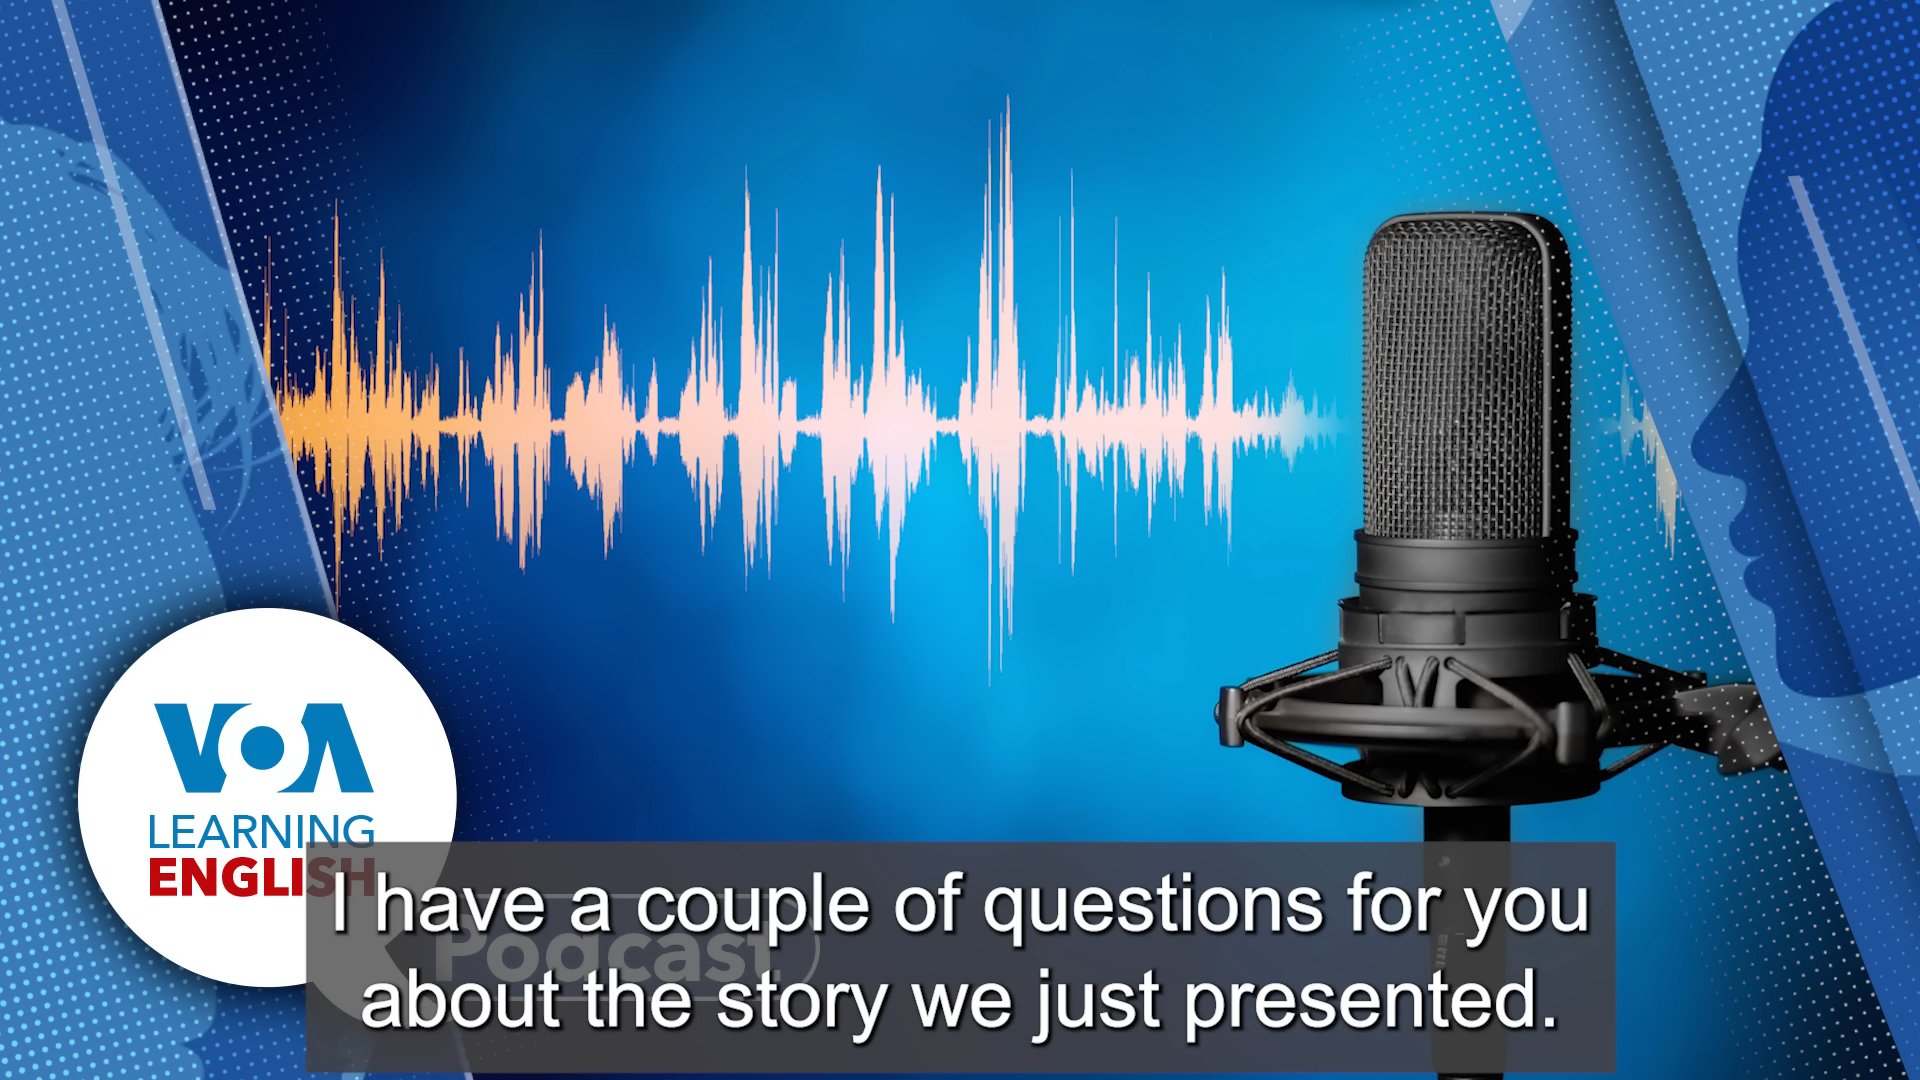 VOA
LEARNING
ENGLISH
Podcast
I have a couple of questions for you
about the story we just presented.